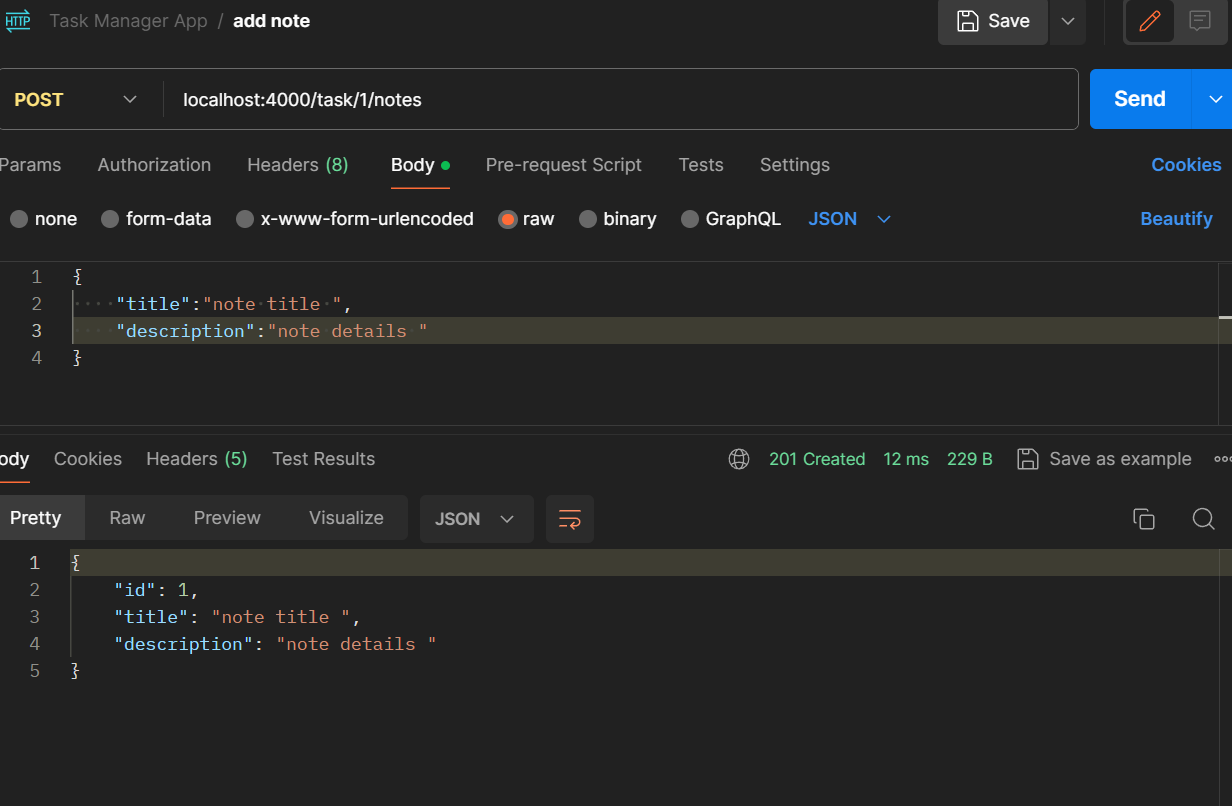 HTTP Task Manager App / add note Save
POST localhost:4000/task/1/notes Send
Params Authorization Headers (8) Body Pre-request Script Tests Settings Cookies
none form-data x-www-form-urlencoded raw binary GraphQL JSON Beautify
1 {
2 "title":"note title ",
3 "description":"note details "
4 }
ody Cookies Headers (5) Test Results 201 Created 12 ms 229 B Save as example
Pretty Raw Preview Visualize JSON
1 {
2 "id": 1,
3 "title": "note title ",
4 "description": "note details "
5 }